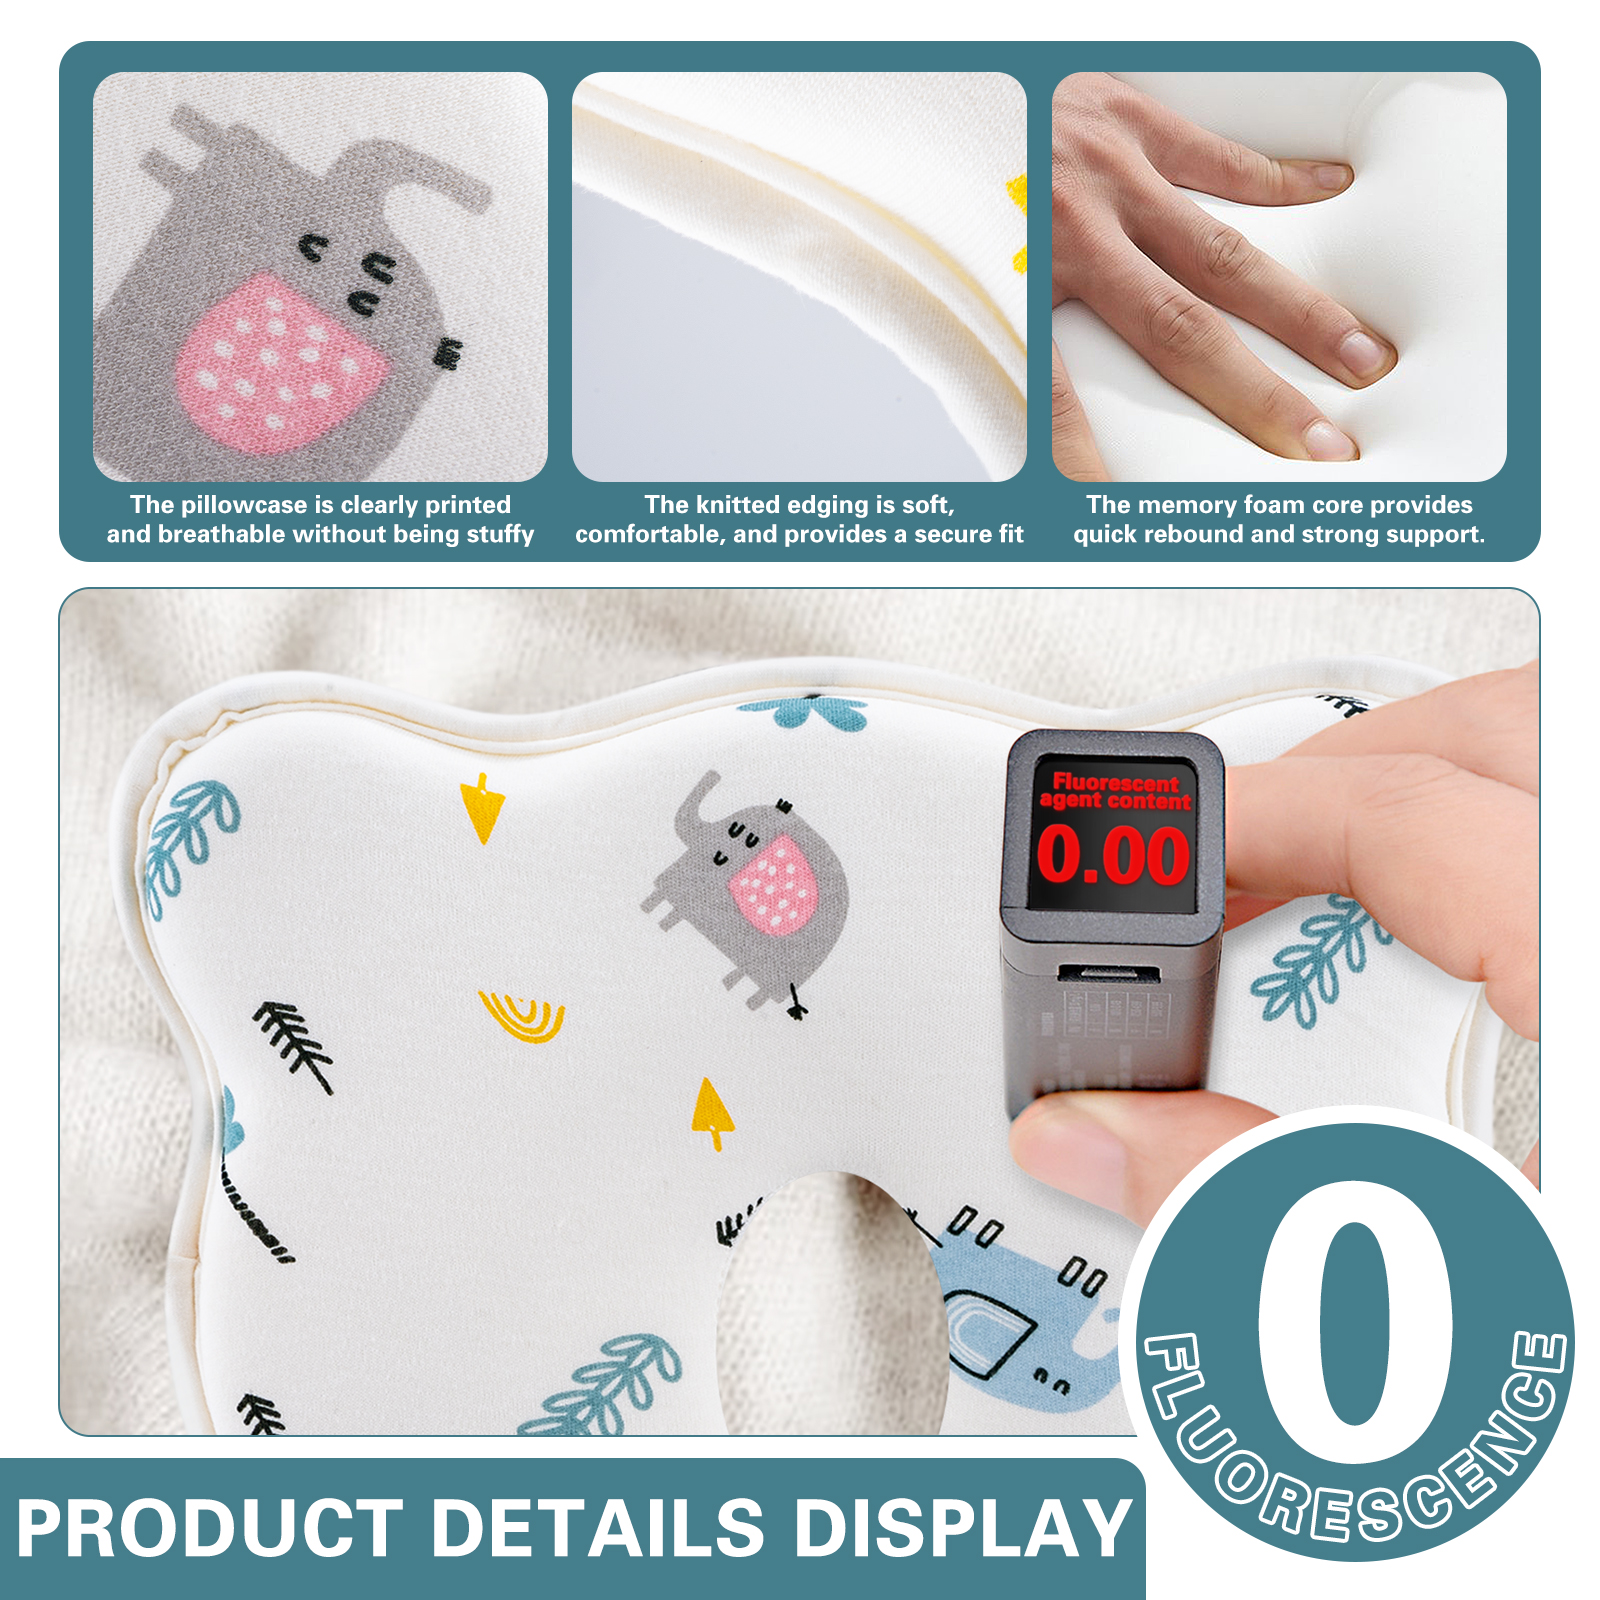 The pillowcase is clearly printed
and breathable without being stuffy
The knitted edging is soft,
comfortable, and provides a secure fit
The memory foam core provides
quick rebound and strong support.
Fluorescent
agent content
0.00
0
FLUORESCENCE
PRODUCT DETAILS DISPLAY